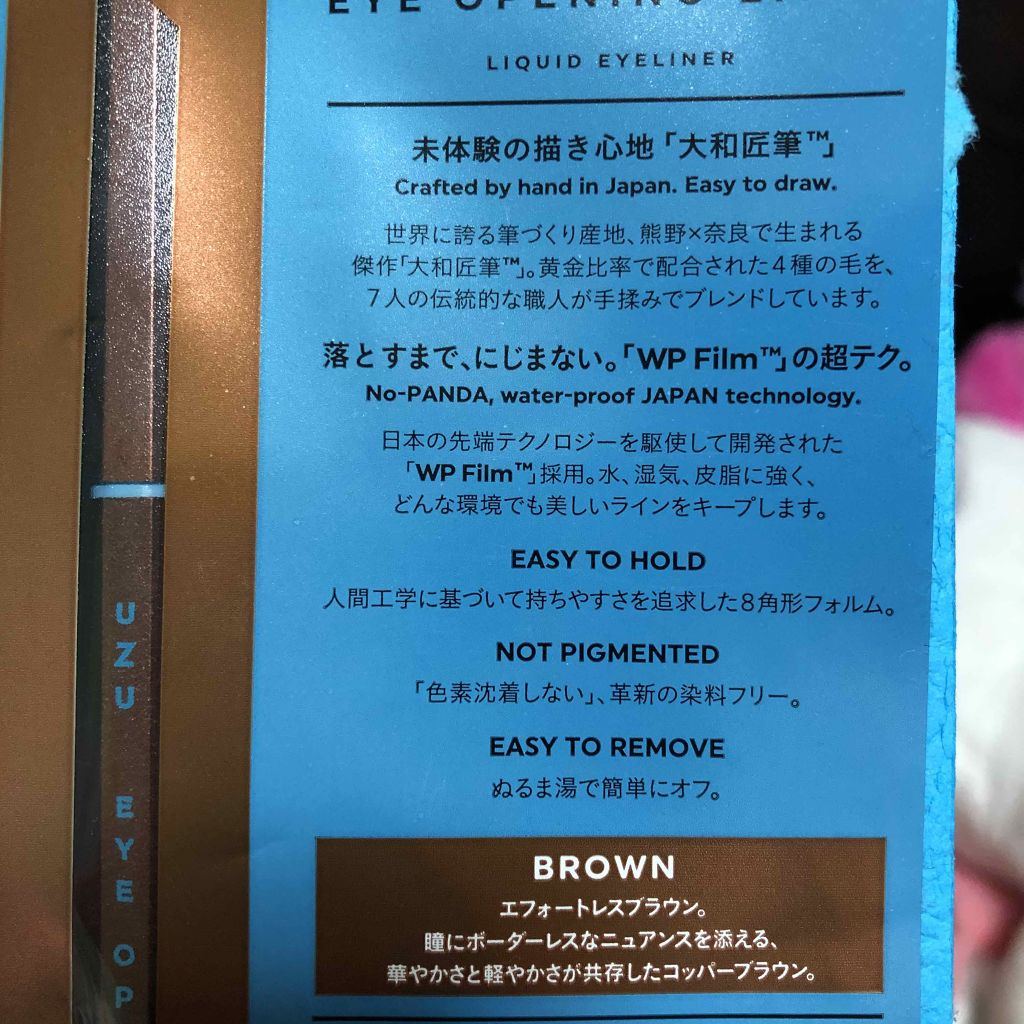 EYE OPENING
LIQUID EYELINER
未体験の描き心地「大和匠筆™」
Crafted by hand in Japan. Easy to draw.
世界に誇る筆づくり産地、熊野×奈良で生まれる
傑作「大和匠筆™」。黄金比率で配合された4種の毛を、
7人の伝統的な職人が手揉みでブレンドしています。
落とすまで、にじまない。「WP Film™」の超テク。
No-PANDA, water-proof JAPAN technology.
日本の先端テクノロジーを駆使して開発された
「WP Film™」採用。水、湿気、皮脂に強く、
どんな環境でも美しいラインをキープします。
EASY TO HOLD
人間工学に基づいて持ちやすさを追求した8角形フォルム。
NOT PIGMENTED
「色素沈着しない」、革新の染料フリー。
EASY TO REMOVE
ぬるま湯で簡単にオフ。
BROWN
エフォートレスブラウン。
瞳にボーダーレスなニュアンスを添える、
華やかさと軽やかさが共存したコッパーブラウン。
UZU EYE OP